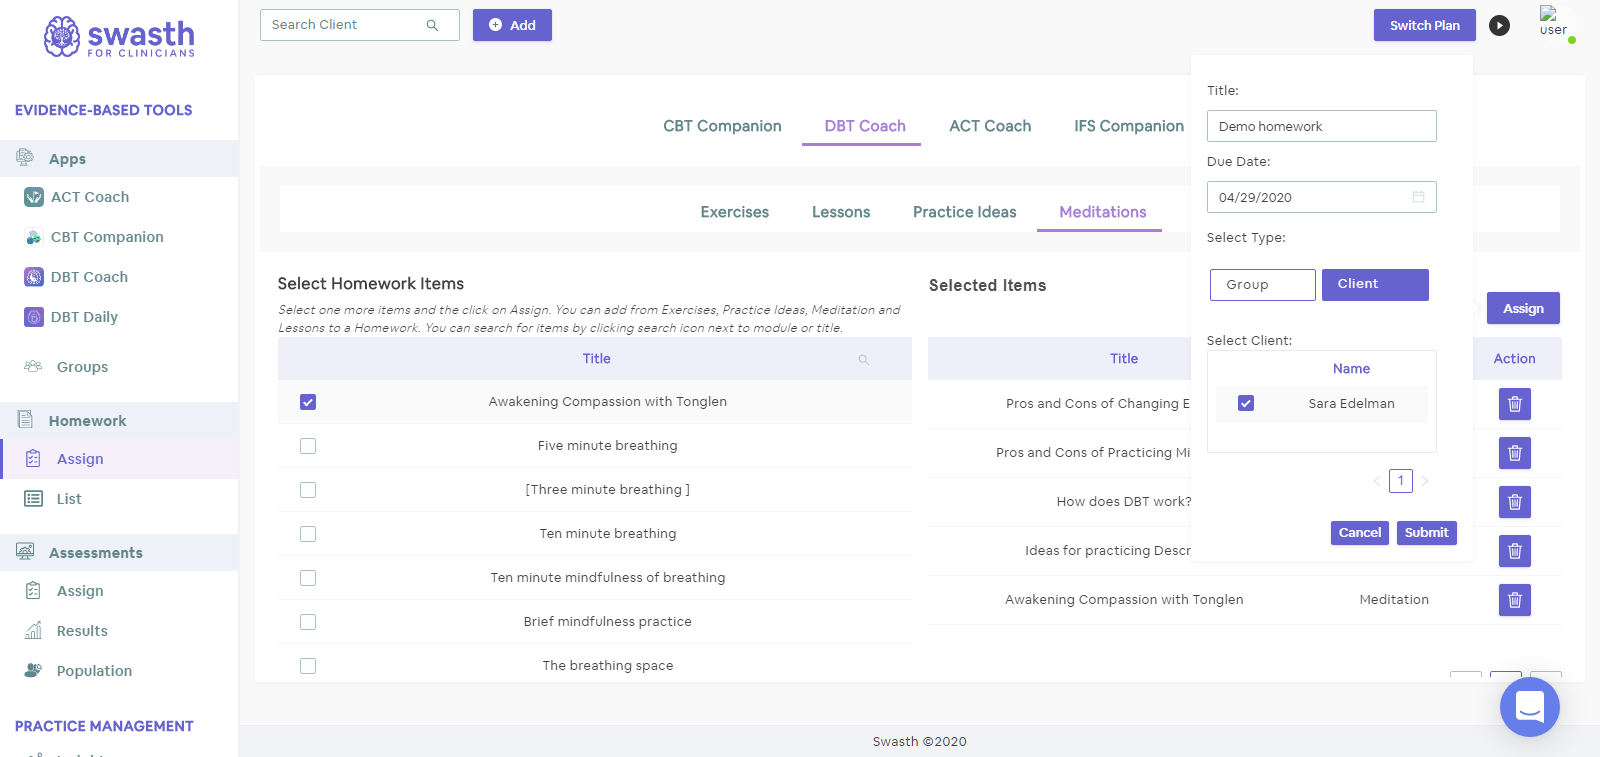 swasth
FOR CLINICIANS
EVIDENCE-BASED TOOLS
Apps
ACT Coach
CBT Companion
DBT Coach
DBT Daily
Groups
Homework
Assign
List
Assessments
Assign
Results
Population
PRACTICE MANAGEMENT
Search Client
Add
Switch Plan
user
CBT Companion
DBT Coach
ACT Coach
IFS Companion
Exercises
Lessons
Practice Ideas
Meditations
Select Homework Items
Select one more items and the click on Assign. You can add from Exercises, Practice Ideas, Meditation and
Lessons to a Homework. You can search for items by clicking search icon next to module or title.
Title
Awakening Compassion with Tonglen
Five minute breathing
[Three minute breathing ]
Ten minute breathing
Ten minute mindfulness of breathing
Brief mindfulness practice
The breathing space
Selected Items
Assign
Title
Action
Pros and Cons of Changing E
Pros and Cons of Practicing Mi
How does DBT work?
Ideas for practicing Descr
Awakening Compassion with Tonglen
Meditation
Title:
Demo homework
Due Date:
04/29/2020
Select Type:
Group
Client
Select Client:
Name
Sara Edelman
1
Cancel
Submit
Swasth ©2020